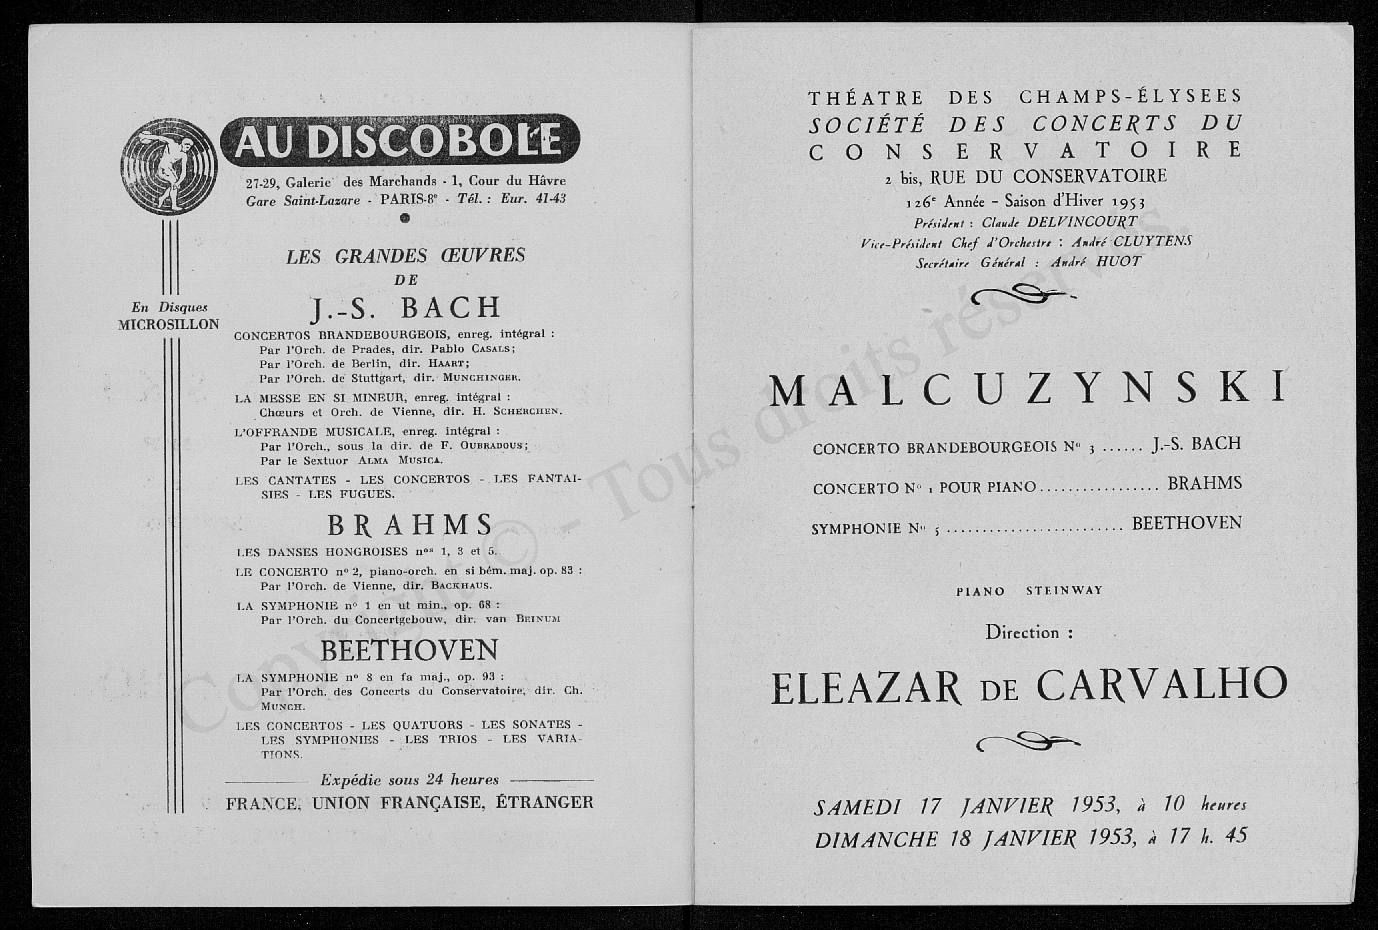 AU DISCOBOLE
27-29, Galerie des Marchands - 1, Cour du Hâvre
Gare Saint-Lazare - PARIS-8e - Tél. : Eur. 41-43
En Disques
MICROSILLON
LES GRANDES ŒUVRES
DE
J.-S. BACH
CONCERTOS BRANDEBOURGEOIS, enreg. intégral :
Par l'Orch. de Prades, dir. Pablo CASALS;
Par l'Orch. de Berlin, dir. HAART;
Par l'Orch. de Stuttgart, dir. MUNCHINGER.
LA MESSE EN SI MINEUR, enreg. intégral :
Chœurs et Orch. de Vienne, dir. H. SCHERCHEN.
L'OFFRANDE MUSICALE, enreg. intégral :
Par l'Orch., sous la dir. de F. OUBRADOUS;
Par le Sextuor ALMA MUSICA.
LES CANTATES - LES CONCERTOS - LES FANTAI-
SIES - LES FUGUES.
BRAHMS
LES DANSES HONGROISES nos 1, 3 et 5.
LE CONCERTO no 2, piano-orch. en si bém. maj. op. 83 :
Par l'Orch. de Vienne, dir. BACKHAUS.
LA SYMPHONIE no 1 en ut min., op. 68 :
Par l'Orch. du Concertgebouw, dir. van BEINUM
BEETHOVEN
LA SYMPHONIE no 8 en fa maj., op. 93 :
Par l'Orch. des Concerts du Conservatoire, dir. Ch.
MUNCH.
LES CONCERTOS - LES QUATUORS - LES SONATES -
LES SYMPHONIES - LES TRIOS - LES VARIA-
TIONS.
Expédie sous 24 heures
FRANCE, UNION FRANÇAISE, ÉTRANGER
THÉATRE DES CHAMPS-ÉLYSEES
SOCIÉTÉ DES CONCERTS DU
CONSERVATOIRE
2 bis, RUE DU CONSERVATOIRE
126e Année - Saison d'Hiver 1953
Président : Claude DELVINCOURT
Vice-Président Chef d'Orchestre : André CLUYTENS
Secrétaire Général : André HUOT
MALCUZYNSKI
CONCERTO BRANDEBOURGEOIS No 3 ...... J.-S. BACH
CONCERTO No 1 POUR PIANO................. BRAHMS
SYMPHONIE No 5 ......................... BEETHOVEN
PIANO STEINWAY
Direction :
ELEAZAR DE CARVALHO
SAMEDI 17 JANVIER 1953, à 10 heures
DIMANCHE 18 JANVIER 1953, à 17 h. 45
Copyright © - Tous droits réservés.